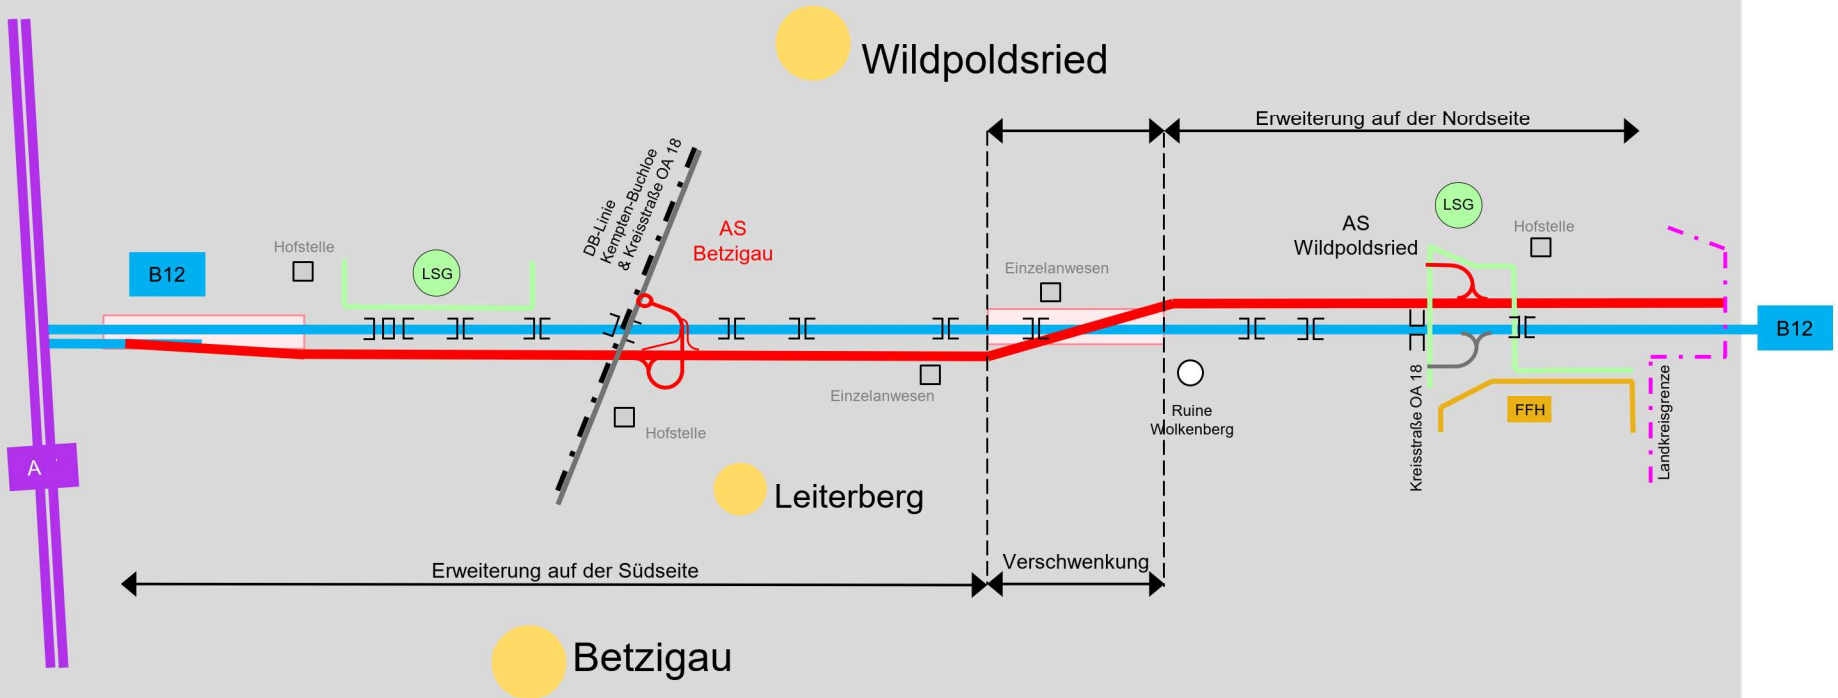 Wildpoldsried
Erweiterung auf der Nordseite
DB-Linie
Kempten-Buchloe
& Kreisstraße OA 18
LSG
AS
Betzigau
AS
Wildpoldsried
Hofstelle
Hofstelle
B12
LSG
Einzelanwesen
B12
Einzelanwesen
Ruine
Wolkenberg
Kreisstraße OA 18
FFH
Landkreisgrenze
Hofstelle
A
Leiterberg
Verschwenkung
Erweiterung auf der Südseite
Betzigau